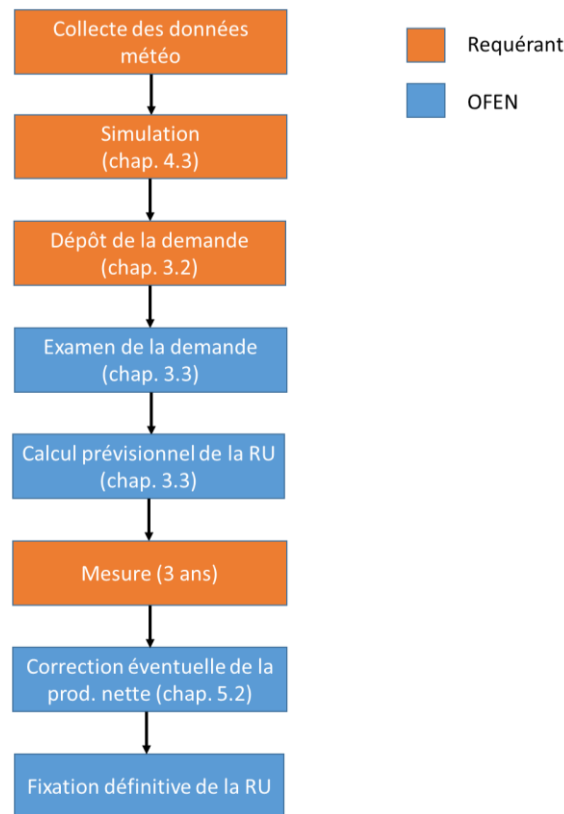 Collecte des données
météo
Requérant
OFEN
Simulation
(chap. 4.3)
Dépôt de la demande
(chap. 3.2)
Examen de la demande
(chap. 3.3)
Calcul prévisionnel de la RU
(chap. 3.3)
Mesure (3 ans)
Correction éventuelle de la
prod. nette (chap. 5.2)
Fixation définitive de la RU